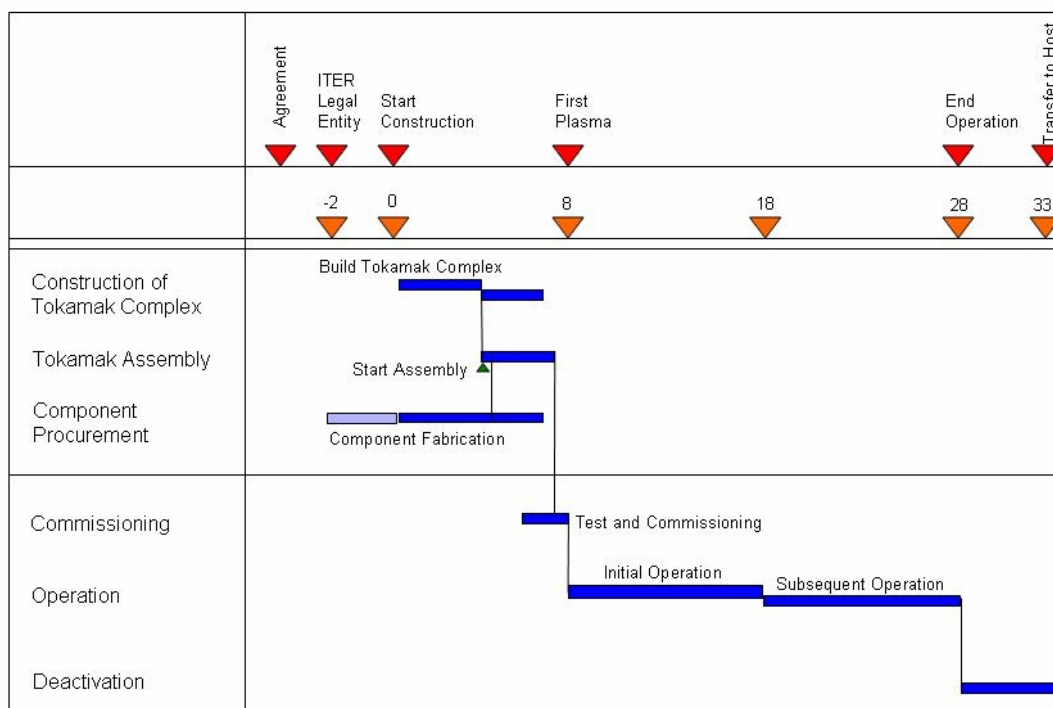 Agreement
ITER
Legal
Entity
Start
Construction
First
Plasma
End
Operation
Transfer to Host
-2
0
8
18
28
33
Construction of
Tokamak Complex
Build Tokamak Complex
Tokamak Assembly
Start Assembly
Component
Procurement
Component Fabrication
Commissioning
Test and Commissioning
Operation
Initial Operation
Subsequent Operation
Deactivation